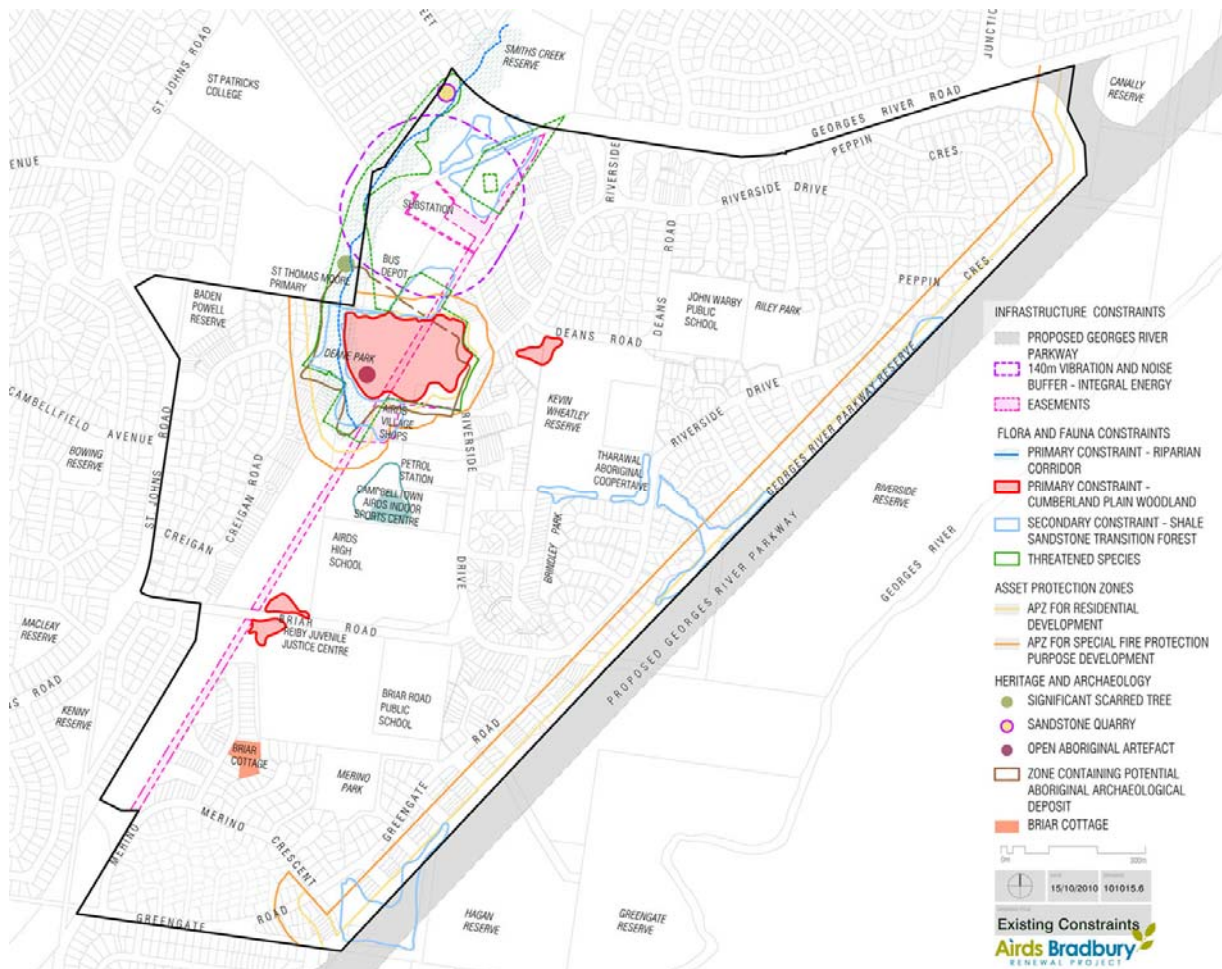 SMITHS CREEK
RESERVE
ST PATRICKS
COLLEGE
ST JOHNS ROAD
STREET
JUNCTION
CANALLY
RESERVE
GEORGES RIVER ROAD
PEPPIN
CRES.
RIVERSIDE DRIVE
RIVERSIDE
AVENUE
SUBSTATION
ST THOMAS MOORE
PRIMARY
BUS
DEPOT
BADEN
POWELL
RESERVE
DEANS ROAD
JOHN WARBY
PUBLIC
SCHOOL
RILEY PARK
PEPPIN
CRES.
DEANE PARK
DEANS ROAD
KEVIN
WHEATLEY
RESERVE
RIVERSIDE DRIVE
GEORGES RIVER PARKWAY RESERVE
CAMBELLFIELD AVENUE
BOWING
RESERVE
ST JOHNS ROAD
CREIGAN
CREIGAN ROAD
AIRDS
VILLAGE
SHOPS
RIVERSIDE
DRIVE
PETROL
STATION
CAMPBELLTOWN
AIRDS INDOOR
SPORTS CENTRE
THARAWAL
ABORIGINAL
COOPERTIVE
RIVERSIDE
RESERVE
GEORGES RIVER
PROPOSED GEORGES RIVER PARKWAY
AIRDS
HIGH
SCHOOL
BRINDLEY PARK
MACLEAY
RESERVE
BRIAR ROAD
REIBY JUVENILE
JUSTICE CENTRE
KENNY
RESERVE
BRIAR ROAD
PUBLIC
SCHOOL
BRIAR
COTTAGE
MERINO
PARK
MERINO
MERINO
CRESCENT
GREENGATE ROAD
GREENGATE ROAD
HAGAN
RESERVE
GREENGATE
RESERVE
INFRASTRUCTURE CONSTRAINTS
PROPOSED GEORGES RIVER
PARKWAY
140m VIBRATION AND NOISE
BUFFER - INTEGRAL ENERGY
EASEMENTS
FLORA AND FAUNA CONSTRAINTS
PRIMARY CONSTRAINT - RIPARIAN
CORRIDOR
PRIMARY CONSTRAINT -
CUMBERLAND PLAIN WOODLAND
SECONDARY CONSTRAINT - SHALE
SANDSTONE TRANSITION FOREST
THREATENED SPECIES
ASSET PROTECTION ZONES
APZ FOR RESIDENTIAL
DEVELOPMENT
APZ FOR SPECIAL FIRE PROTECTION
PURPOSE DEVELOPMENT
HERITAGE AND ARCHAEOLOGY
SIGNIFICANT SCARRED TREE
SANDSTONE QUARRY
OPEN ABORIGINAL ARTEFACT
ZONE CONTAINING POTENTIAL
ABORIGINAL ARCHAEOLOGICAL
DEPOSIT
BRIAR COTTAGE
0m
300m
15/10/2010
101015.6
Existing Constraints
Airds Bradbury
RENEWAL PROJECT